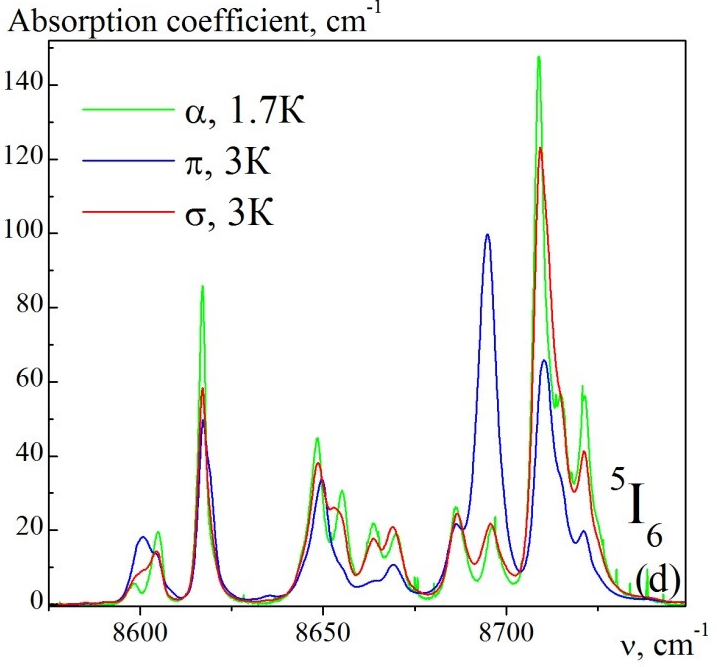 Absorption coefficient, cm⁻¹
140
120
100
80
60
40
20
0
α, 1.7K
π, 3K
σ, 3K
⁵I₆
(d)
8600
8650
8700
ν, cm⁻¹